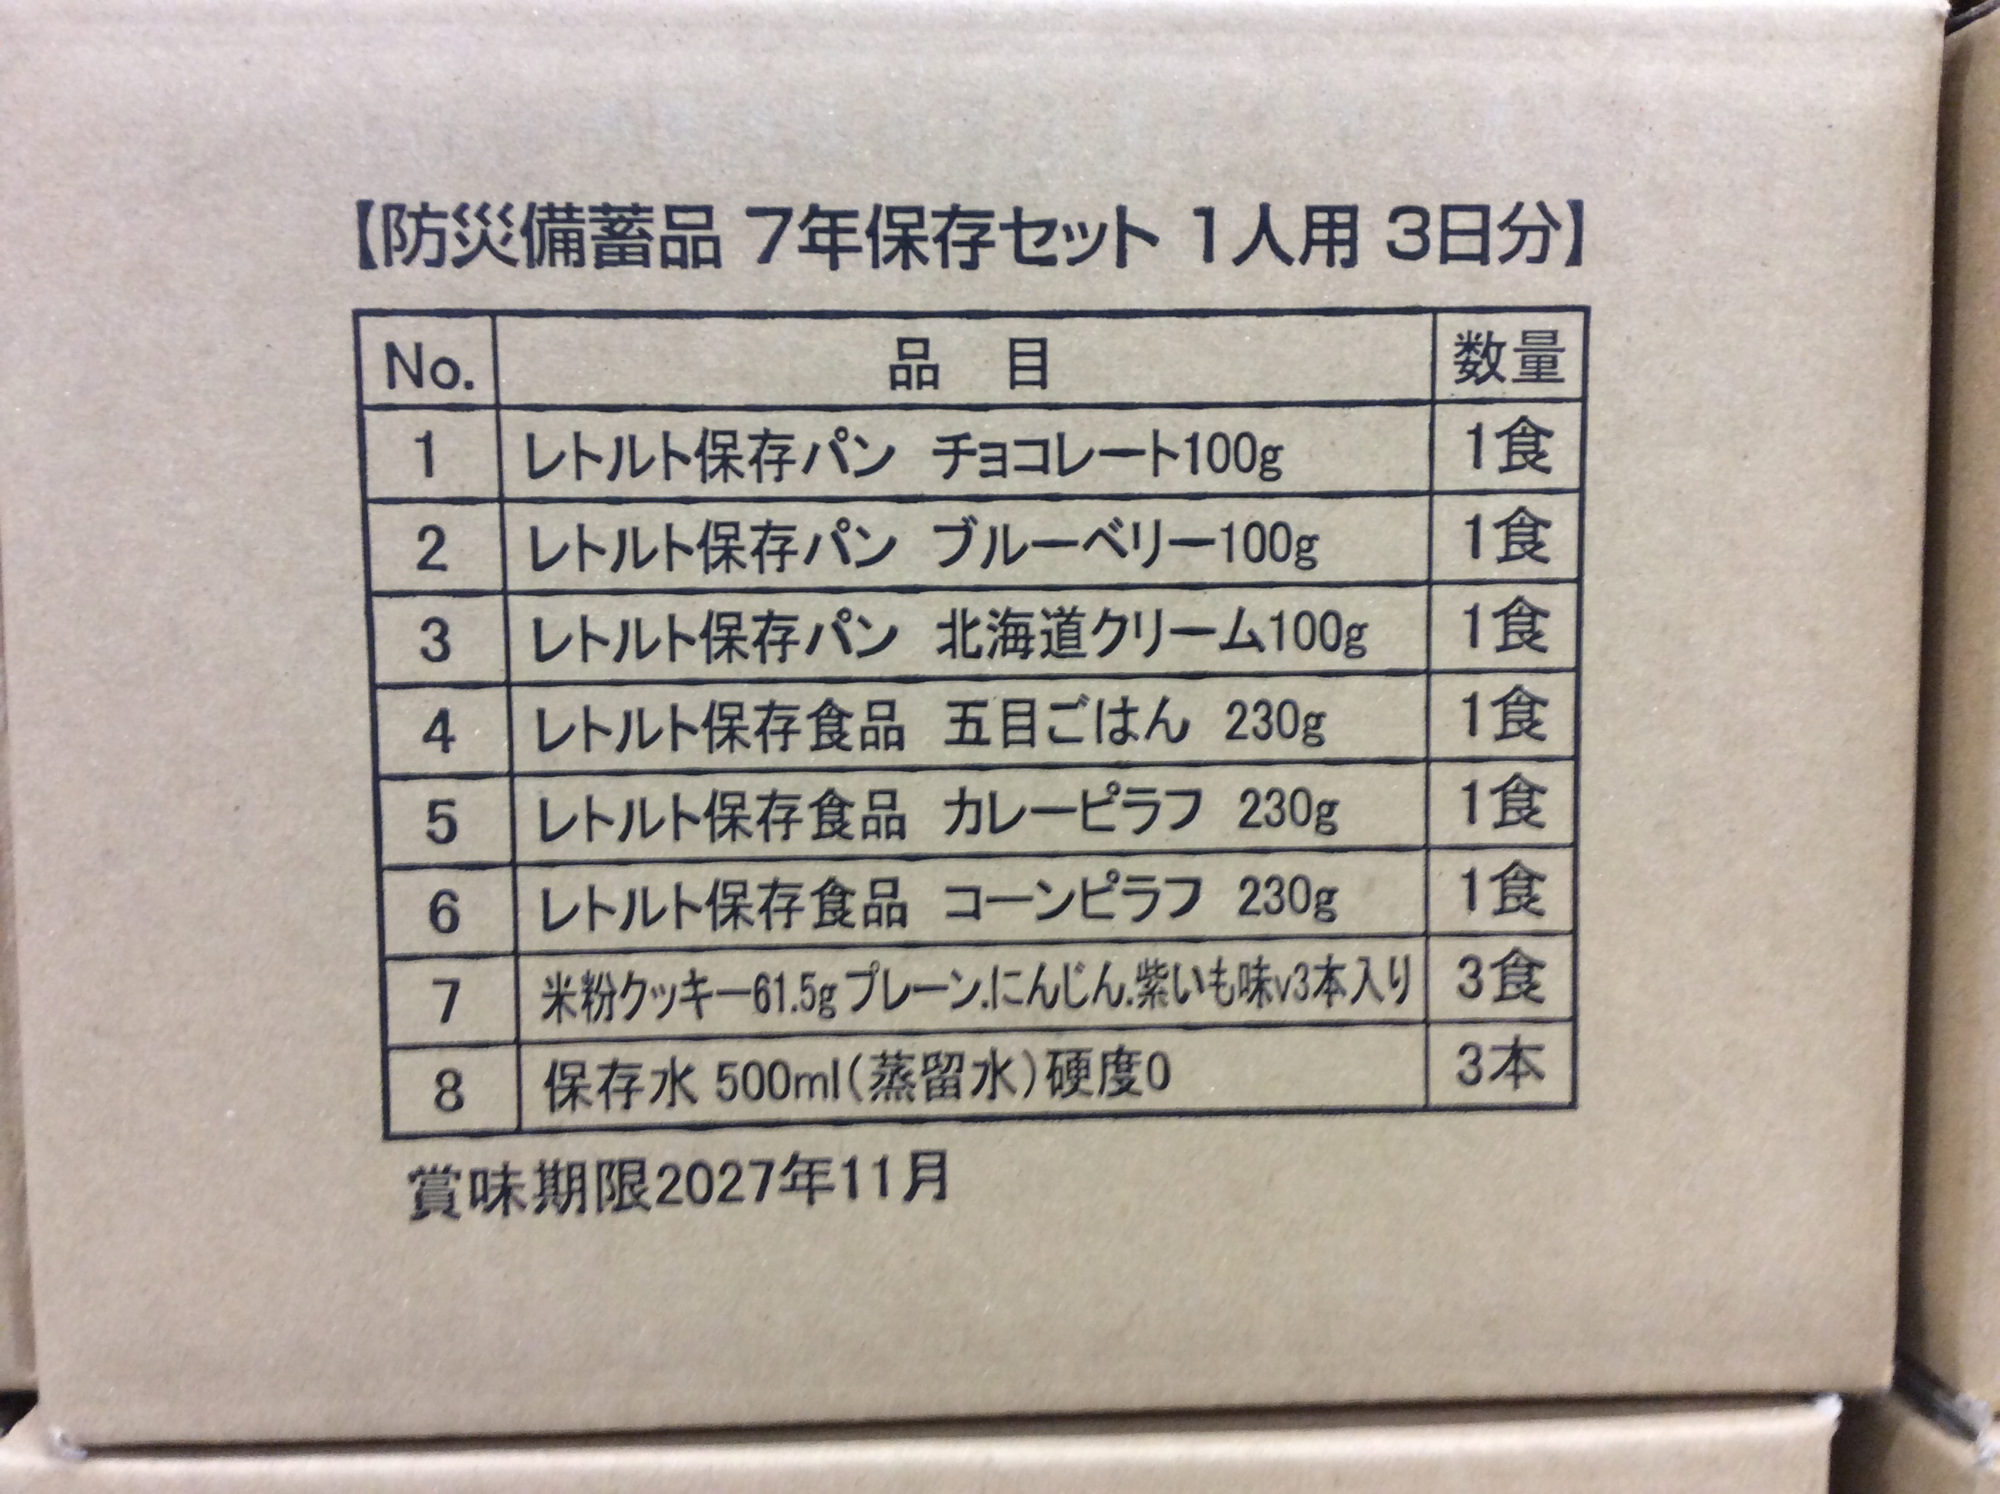 【防災備蓄品 7年保存セット 1人用 3日分】
No. 品 目 数量
1 レトルト保存パン チョコレート100g 1食
2 レトルト保存パン ブルーベリー100g 1食
3 レトルト保存パン 北海道クリーム100g 1食
4 レトルト保存食品 五目ごはん 230g 1食
5 レトルト保存食品 カレーピラフ 230g 1食
6 レトルト保存食品 コーンピラフ 230g 1食
7 米粉クッキー61.5gプレーン.にんじん.紫いも味v3本入り 3食
8 保存水 500ml(蒸留水)硬度0 3本
賞味期限2027年11月